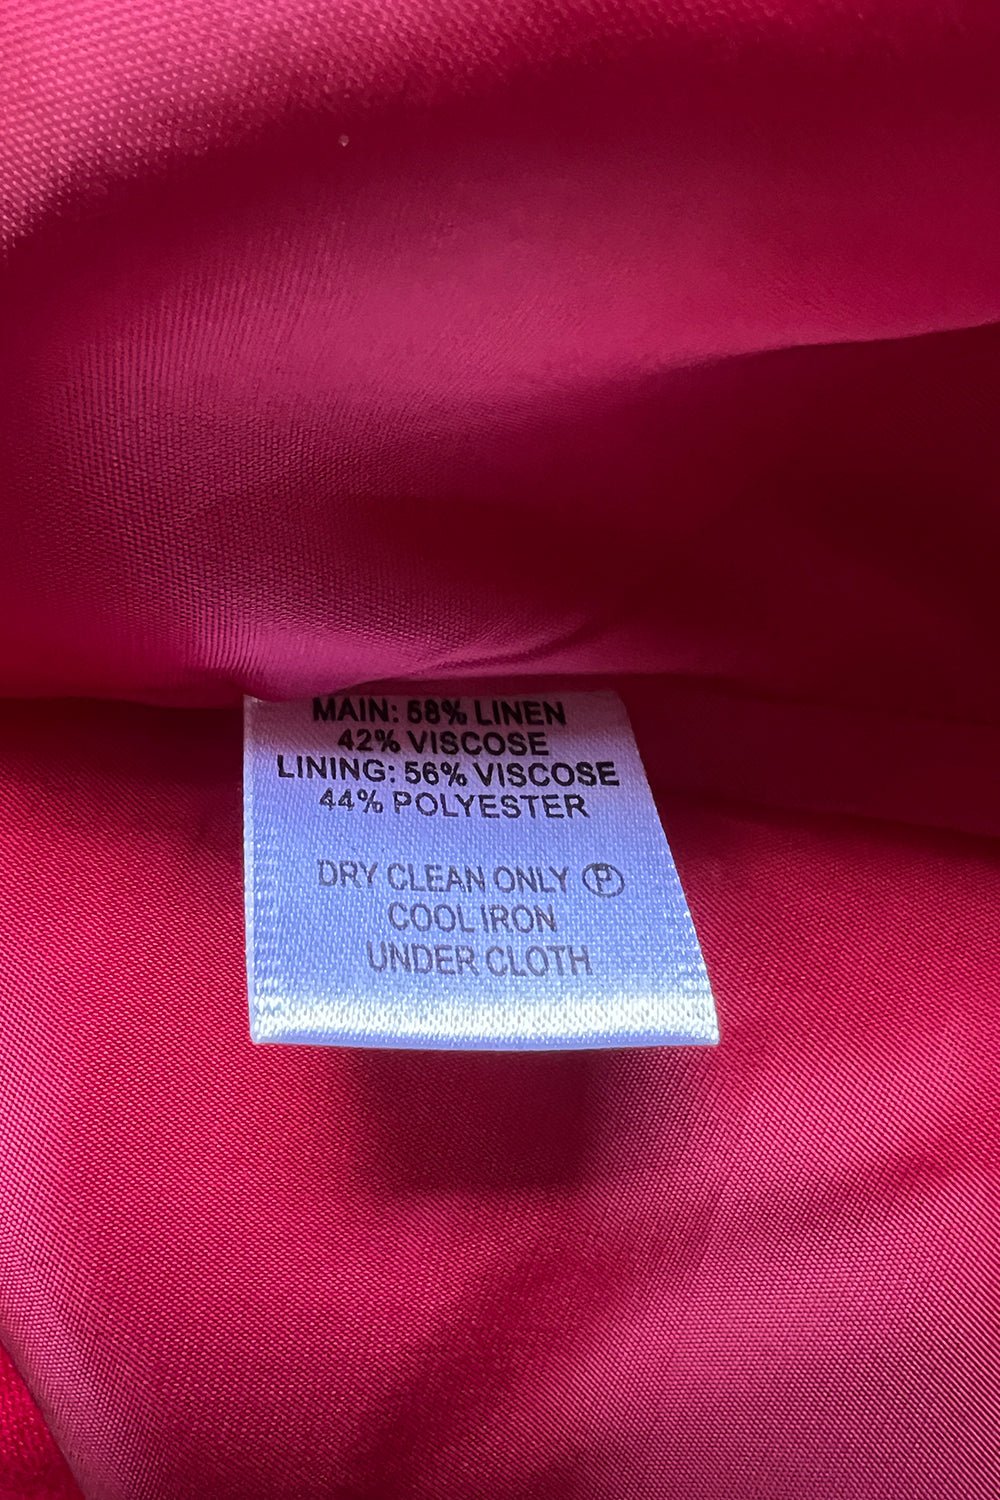 MAIN: 58% LINEN
42% VISCOSE
LINING: 56% VISCOSE
44% POLYESTER
DRY CLEAN ONLY Ⓟ
COOL IRON
UNDER CLOTH